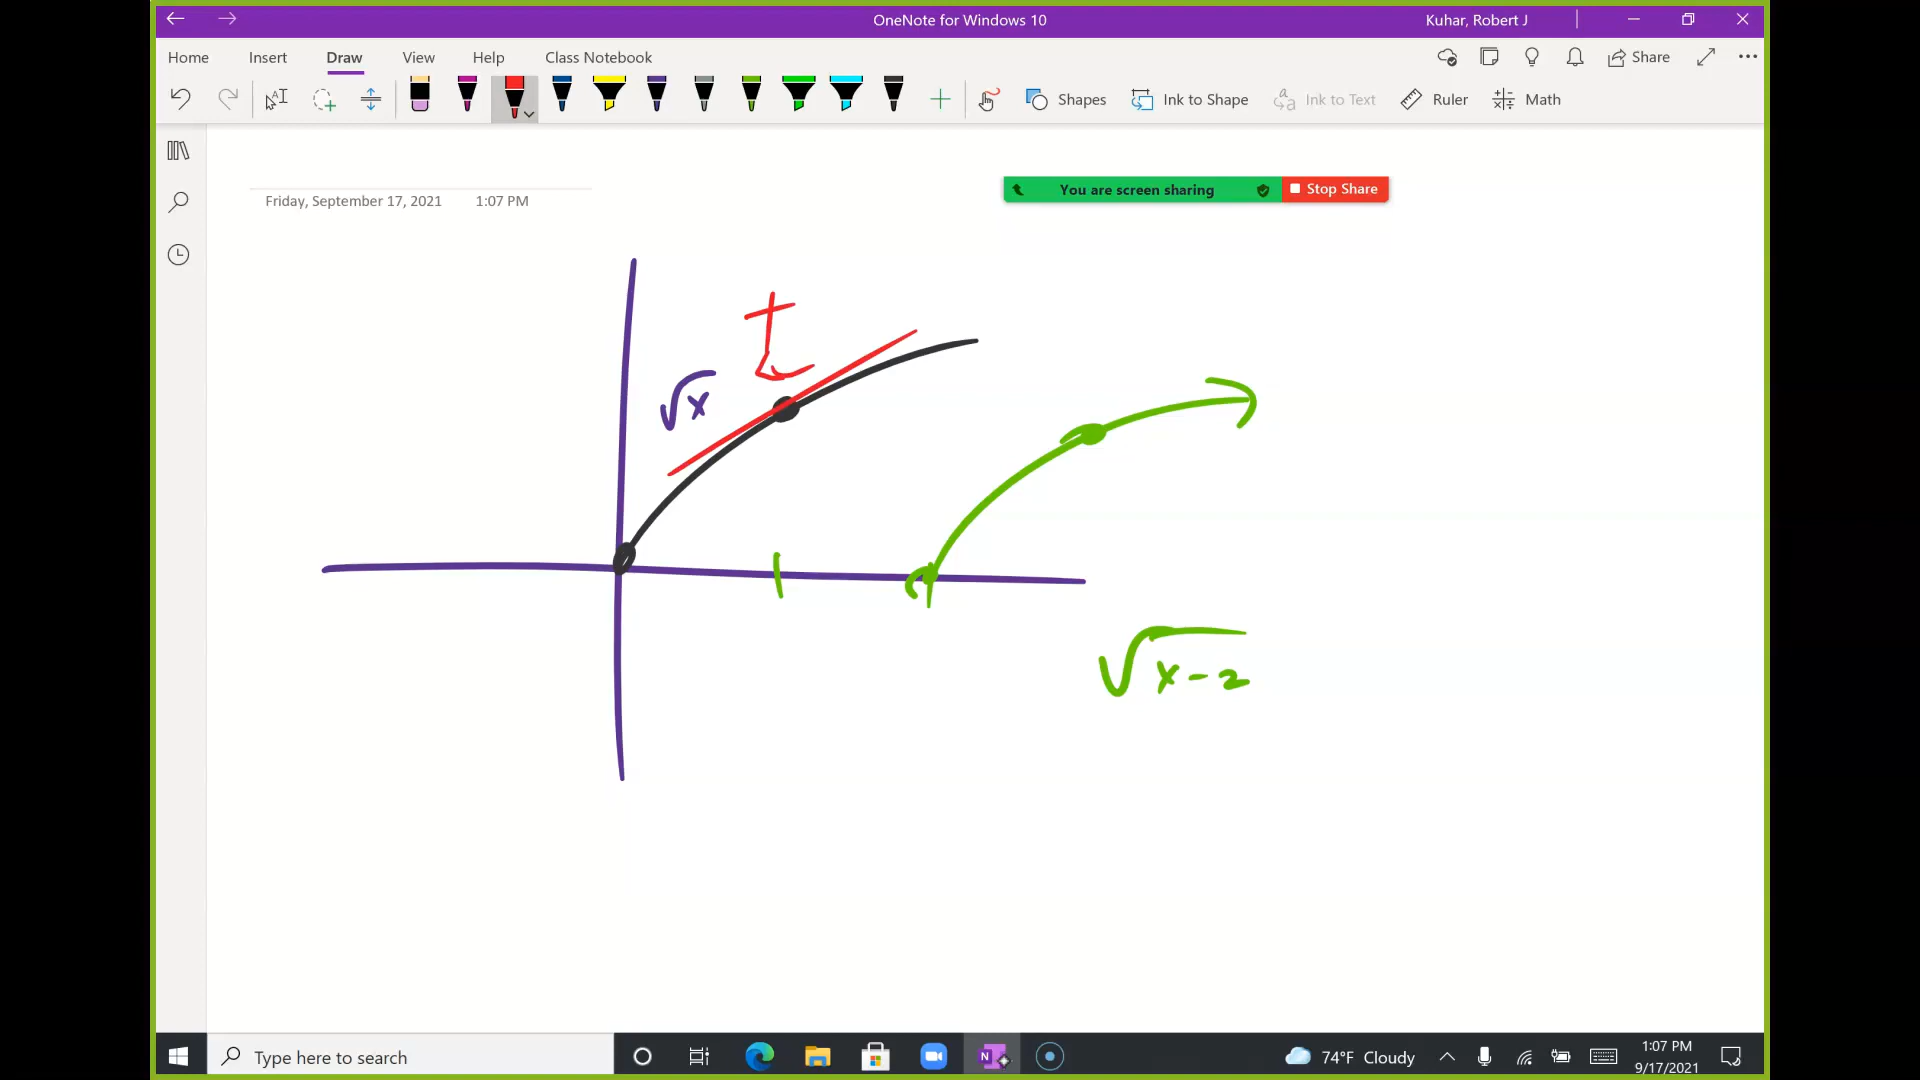 OneNote for Windows 10
Kuhar, Robert J
Home Insert Draw View Help Class Notebook
Share
Shapes Ink to Shape Ink to Text Ruler Math
You are screen sharing Stop Share
Friday, September 17, 2021 1:07 PM
t
√x
√x-2
Type here to search
74°F Cloudy
1:07 PM
9/17/2021